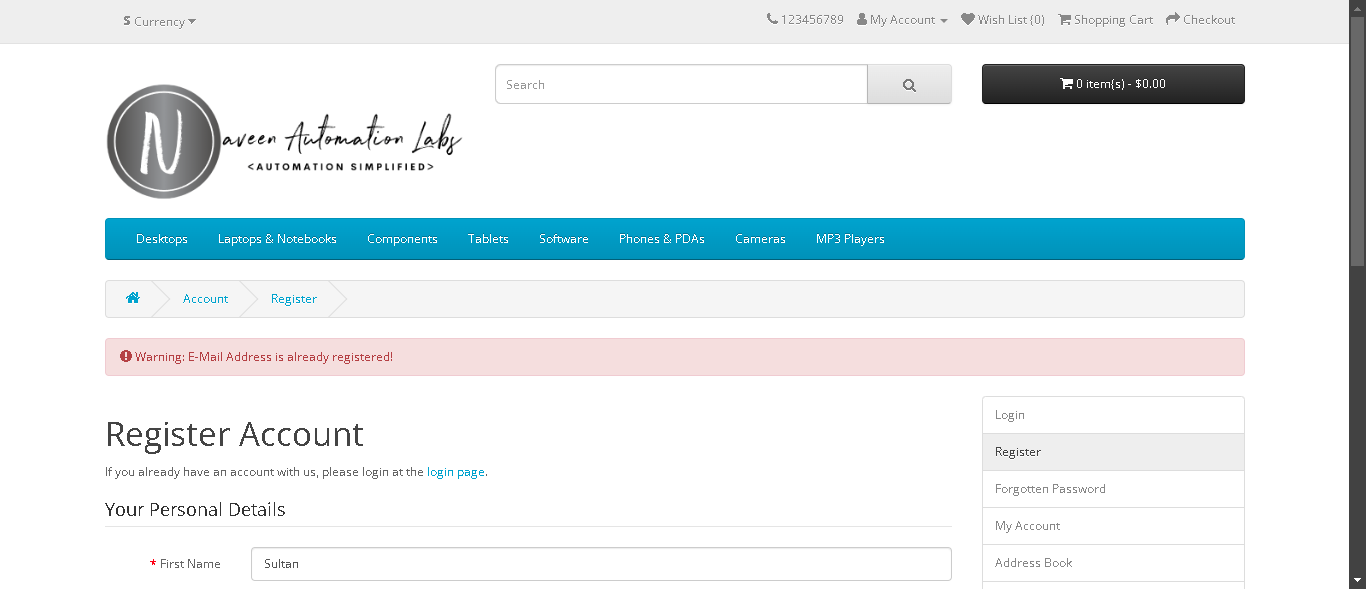 $ Currency
123456789 My Account Wish List (0) Shopping Cart Checkout
Search
0 item(s) - $0.00
N
aveen Automation Labs
<AUTOMATION SIMPLIFIED>
Desktops Laptops & Notebooks Components Tablets Software Phones & PDAs Cameras MP3 Players
Account Register
Warning: E-Mail Address is already registered!
Register Account
If you already have an account with us, please login at the login page.
Your Personal Details
* First Name Sultan
Login
Register
Forgotten Password
My Account
Address Book